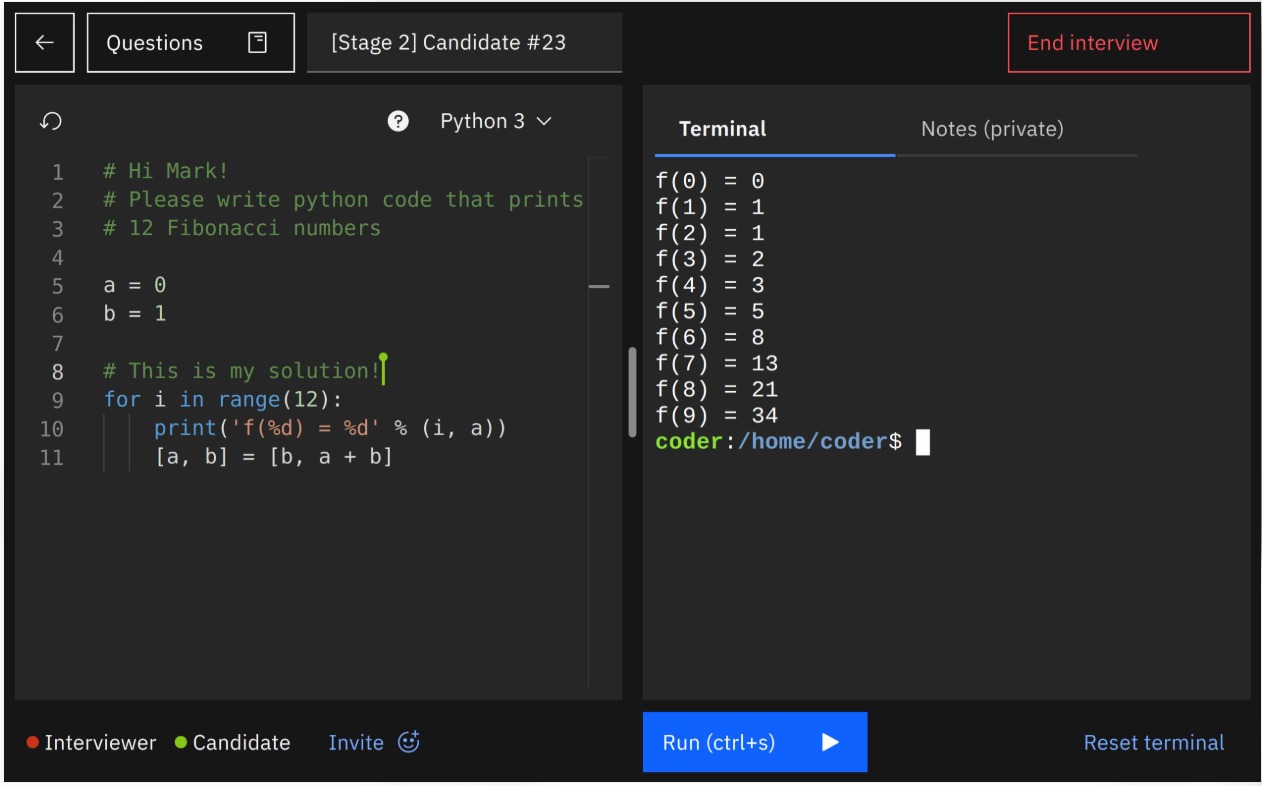 Questions
[Stage 2] Candidate #23
End interview
?
Python 3
1 # Hi Mark!
2 # Please write python code that prints
3 # 12 Fibonacci numbers
4
5 a = 0
6 b = 1
7
8 # This is my solution!
9 for i in range(12):
10     print('f(%d) = %d' % (i, a))
11     [a, b] = [b, a + b]
Interviewer
Candidate
Invite
Terminal
Notes (private)
f(0) = 0
f(1) = 1
f(2) = 1
f(3) = 2
f(4) = 3
f(5) = 5
f(6) = 8
f(7) = 13
f(8) = 21
f(9) = 34
coder:/home/coder$
Run (ctrl+s)
Reset terminal